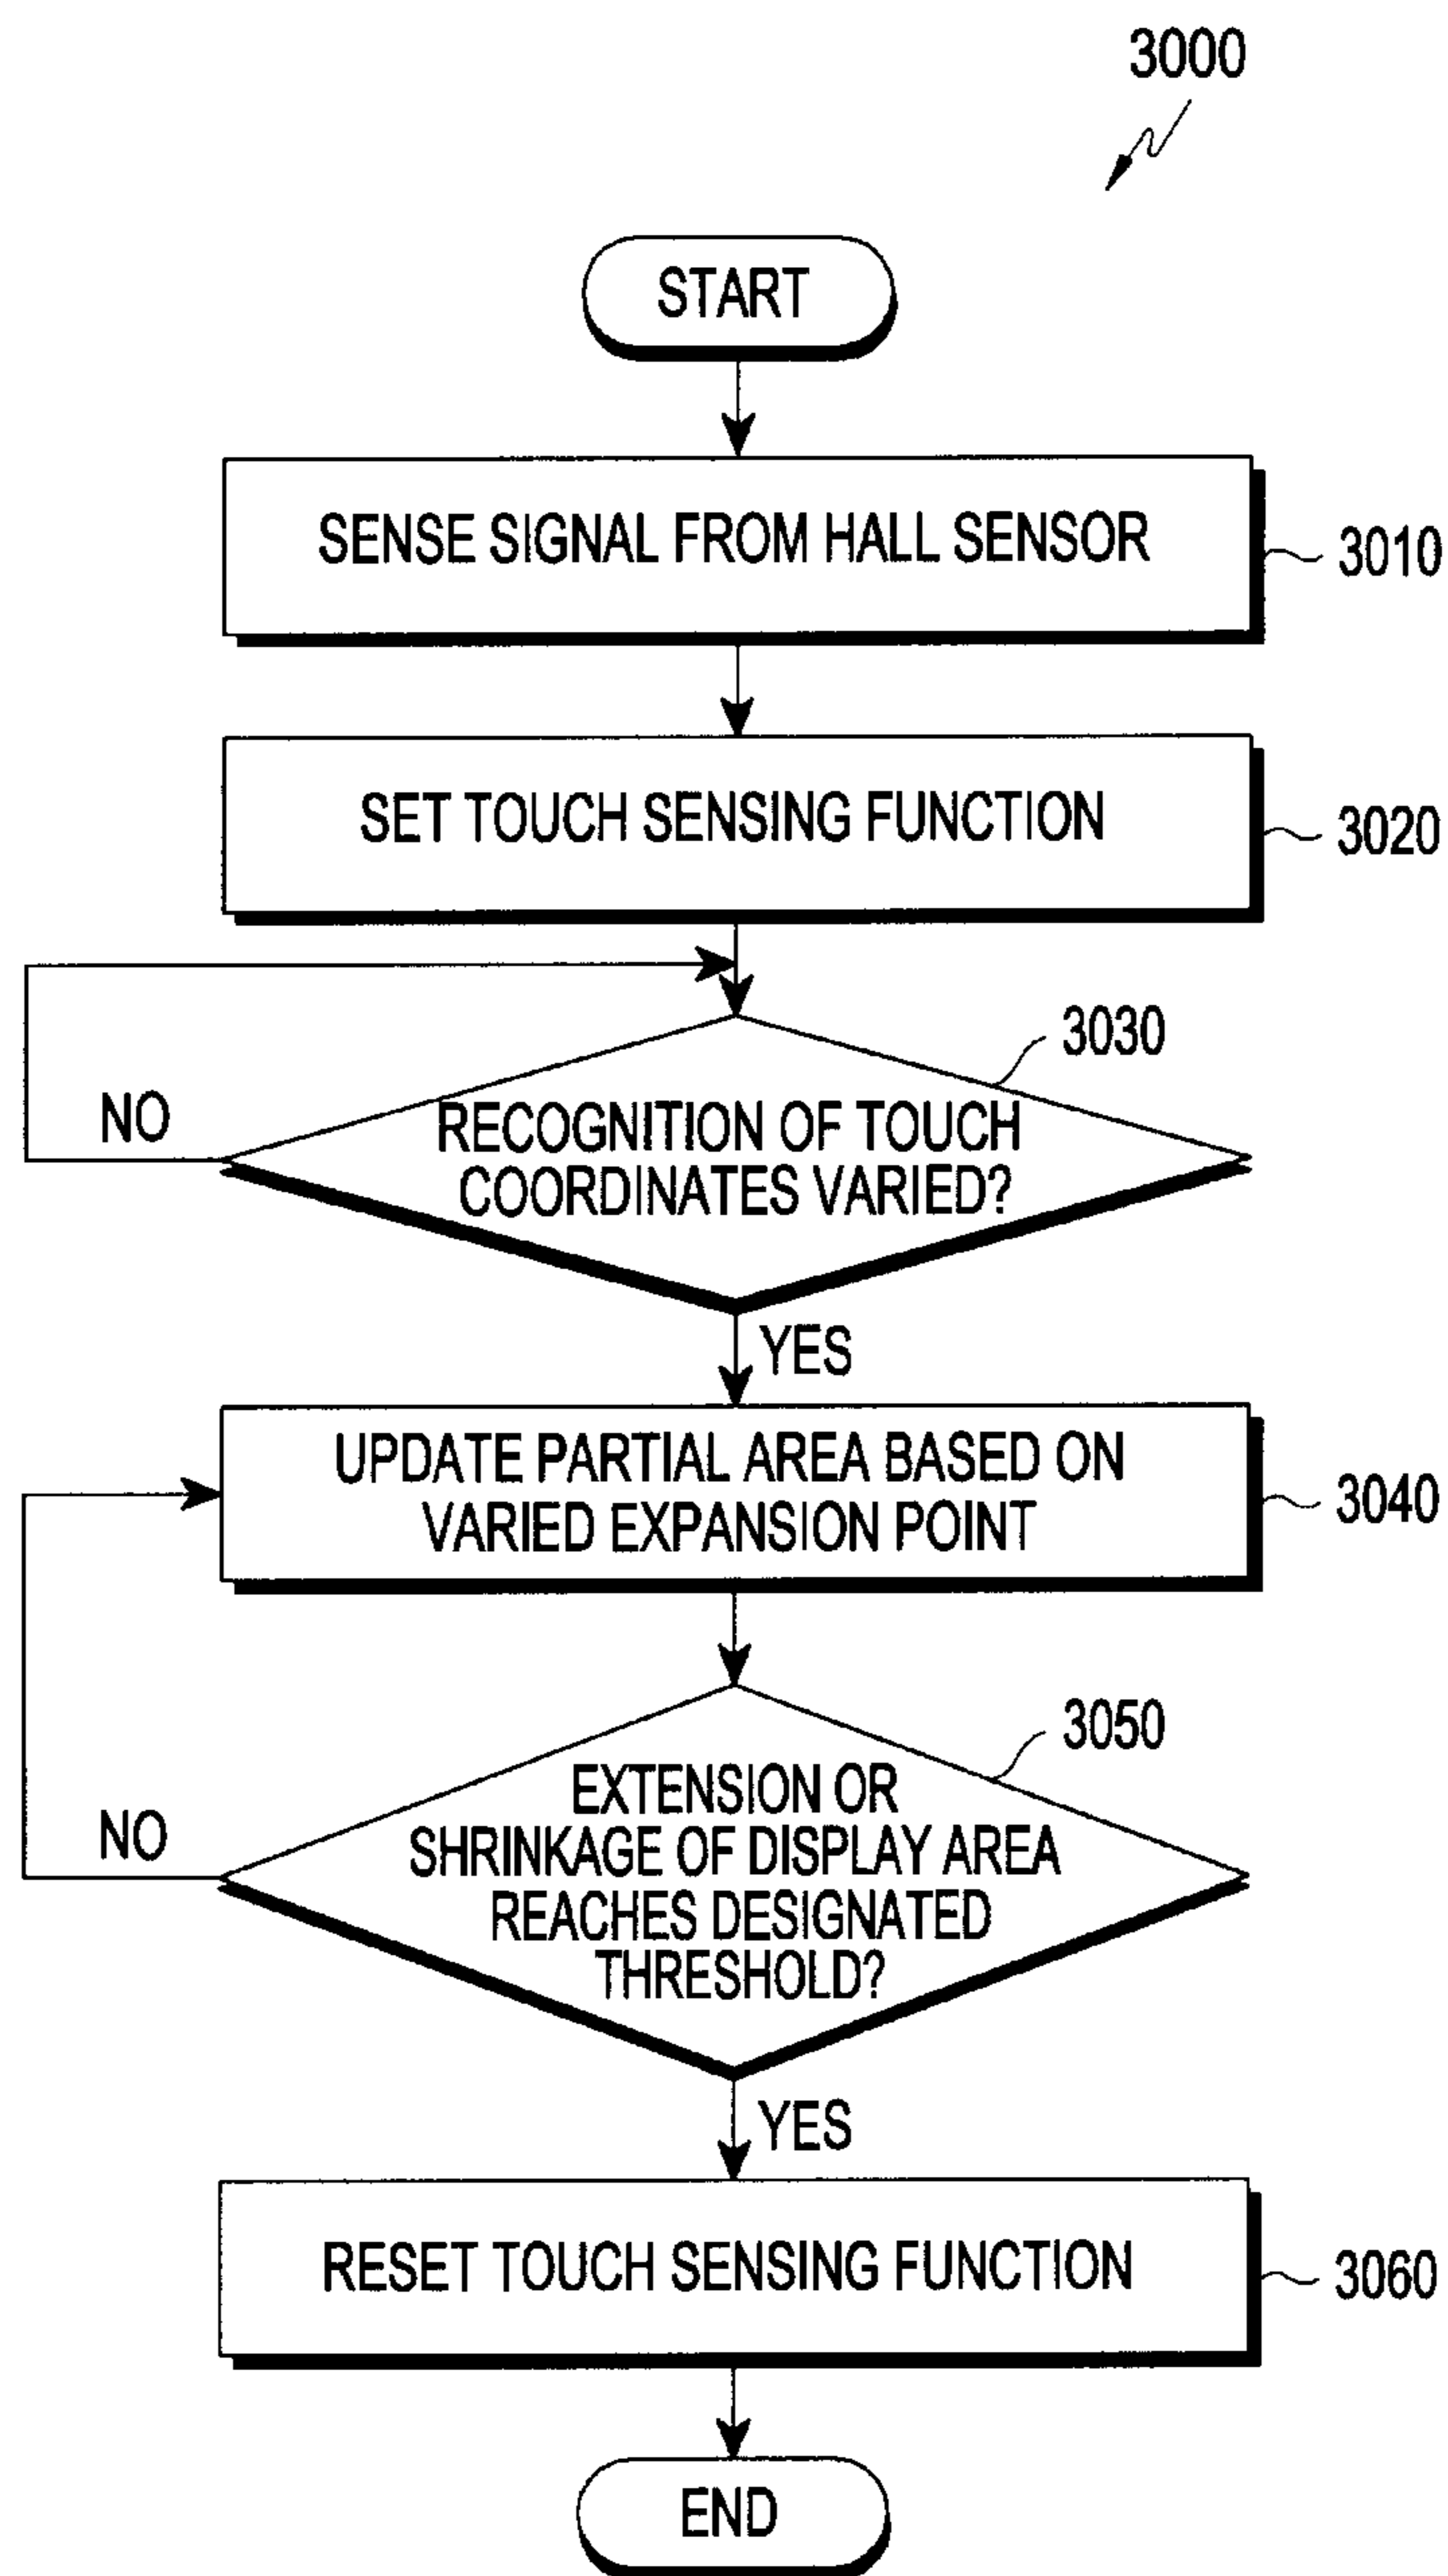 3000
START
SENSE SIGNAL FROM HALL SENSOR
3010
SET TOUCH SENSING FUNCTION
3020
3030
NO
RECOGNITION OF TOUCH
COORDINATES VARIED?
YES
UPDATE PARTIAL AREA BASED ON
VARIED EXPANSION POINT
3040
3050
NO
EXTENSION OR
SHRINKAGE OF DISPLAY AREA
REACHES DESIGNATED
THRESHOLD?
YES
RESET TOUCH SENSING FUNCTION
3060
END